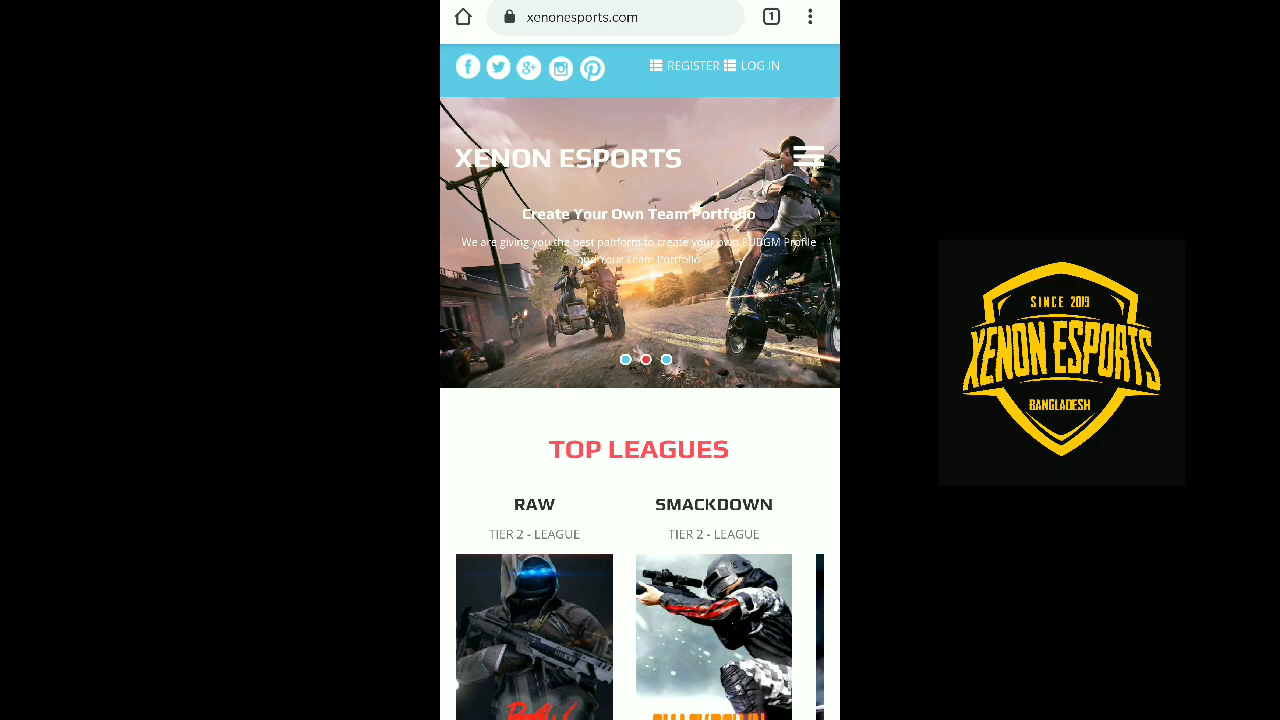 xenonesports.com
1
REGISTER LOG IN
XENON ESPORTS
Create Your Own Team Portfolio
We are giving you the best paltform to create your own PUBGM Profile
and Your Team Portfolio
TOP LEAGUES
RAW
TIER 2 - LEAGUE
SMACKDOWN
TIER 2 - LEAGUE
RAW
SMACKDOWN
SINCE 2019
XENON ESPORTS
BANGLADESH